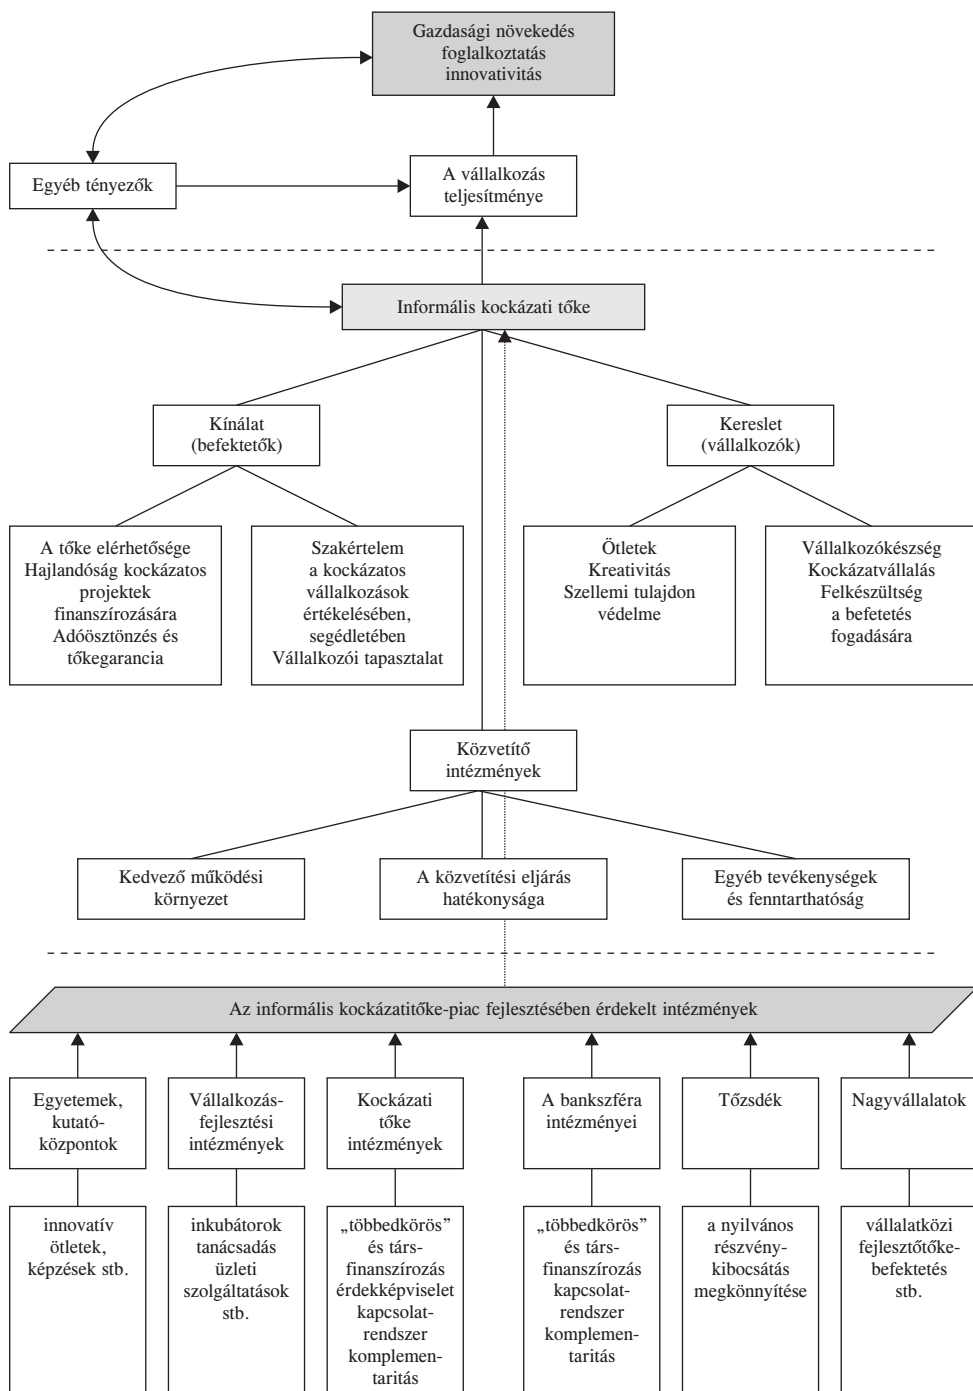 Gazdasági növekedés
foglalkoztatás
innovativitás
Egyéb tényezők
A vállalkozás
teljesítménye
Informális kockázati tőke
Kínálat
(befektetők)
Kereslet
(vállalkozók)
A tőke elérhetősége
Hajlandóság kockázatos
projektek
finanszírozására
Adóösztönzés és
tőkegarancia
Szakértelem
a kockázatos
vállalkozások
értékelésében,
segédletében
Vállalkozói tapasztalat
Ötletek
Kreativitás
Szellemi tulajdon
védelme
Vállalkozókészség
Kockázatvállalás
Felkészültség
a befetetés
fogadására
Közvetítő
intézmények
Kedvező működési
környezet
A közvetítési eljárás
hatékonysága
Egyéb tevékenységek
és fenntarthatóság
Az informális kockázatitőke-piac fejlesztésében érdekelt intézmények
Egyetemek,
kutató-
központok
Vállalkozás-
fejlesztési
intézmények
Kockázati
tőke
intézmények
A bankszféra
intézményei
Tőzsdék
Nagyvállalatok
innovatív
ötletek,
képzések stb.
inkubátorok
tanácsadás
üzleti
szolgáltatások
stb.
„többedkörös”
és társ-
finanszírozás
érdekképviselet
kapcsolat-
rendszer
komplemen-
taritás
„többedkörös”
és társ-
finanszírozás
kapcsolat-
rendszer
komplemen-
taritás
a nyilvános
részvény-
kibocsátás
megkönnyítése
vállalatközi
fejlesztőtőke-
befektetés
stb.